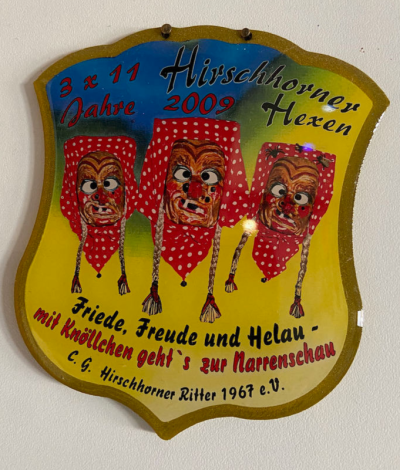 3 x 11 Hirschhorner
Jahre 2009 Hexen
Friede, Freude und Helau -
mit Knöllchen geht`s zur Narrenschau
C. G. Hirschhorner Ritter 1967 e.V.